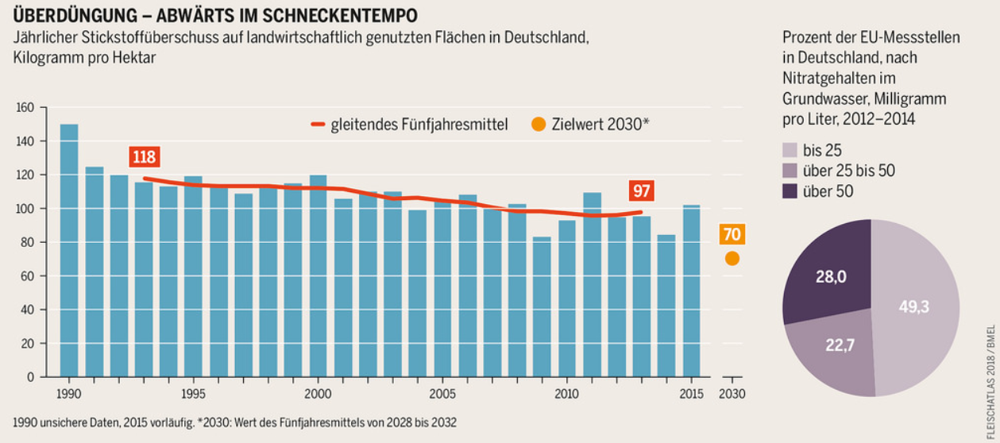 ÜBERDÜNGUNG – ABWÄRTS IM SCHNECKENTEMPO
Jährlicher Stickstoffüberschuss auf landwirtschaftlich genutzten Flächen in Deutschland,
Kilogramm pro Hektar
160
140
120
100
80
60
40
20
0
gleitendes Fünfjahresmittel
Zielwert 2030*
118
97
70
1990
1995
2000
2005
2010
2015
2030
1990 unsichere Daten, 2015 vorläufig. *2030: Wert des Fünfjahresmittels von 2028 bis 2032
Prozent der EU-Messstellen
in Deutschland, nach
Nitratgehalten im
Grundwasser, Milligramm
pro Liter, 2012–2014
bis 25
über 25 bis 50
über 50
28,0
49,3
22,7
FLEISCHATLAS 2018 / BMEL